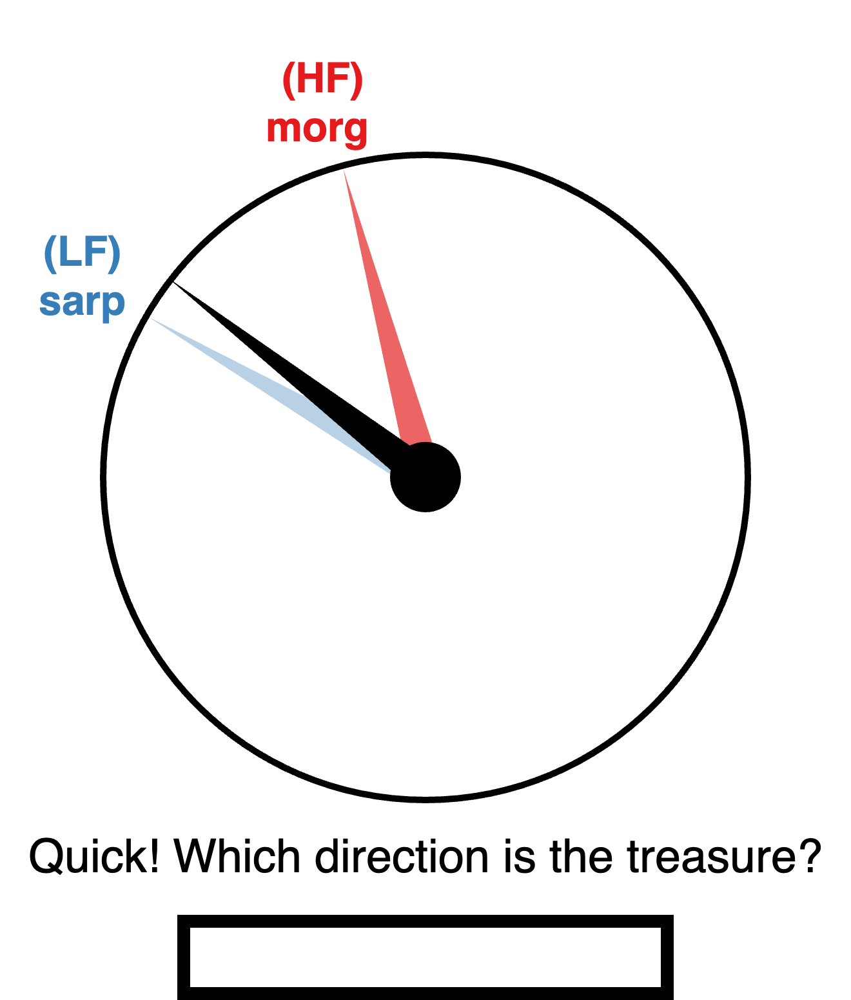 (HF)
morg
(LF)
sarp
Quick! Which direction is the treasure?